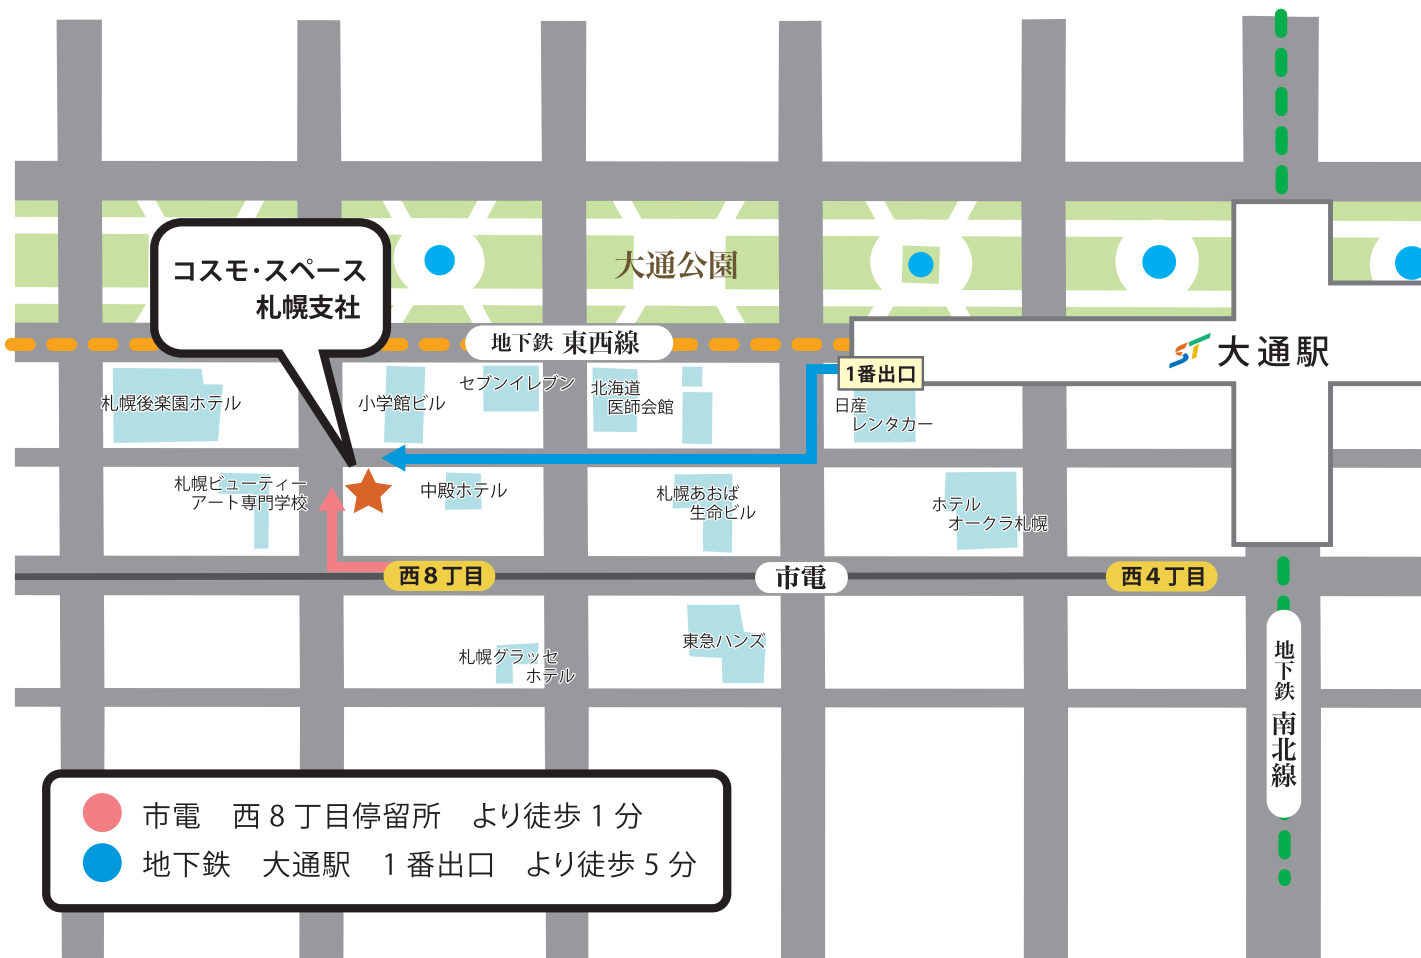 大通公園
コスモ・スペース
札幌支社
地下鉄 東西線
大通駅
1番出口
札幌後楽園ホテル
小学館ビル
セブンイレブン
北海道
医師会館
日産
レンタカー
札幌ビューティー
アート専門学校
中殿ホテル
札幌あおば
生命ビル
ホテル
オークラ札幌
西8丁目
市電
西4丁目
札幌グラッセ
ホテル
東急ハンズ
地下鉄 南北線
市電 西8丁目停留所 より徒歩1分
地下鉄 大通駅 1番出口 より徒歩5分